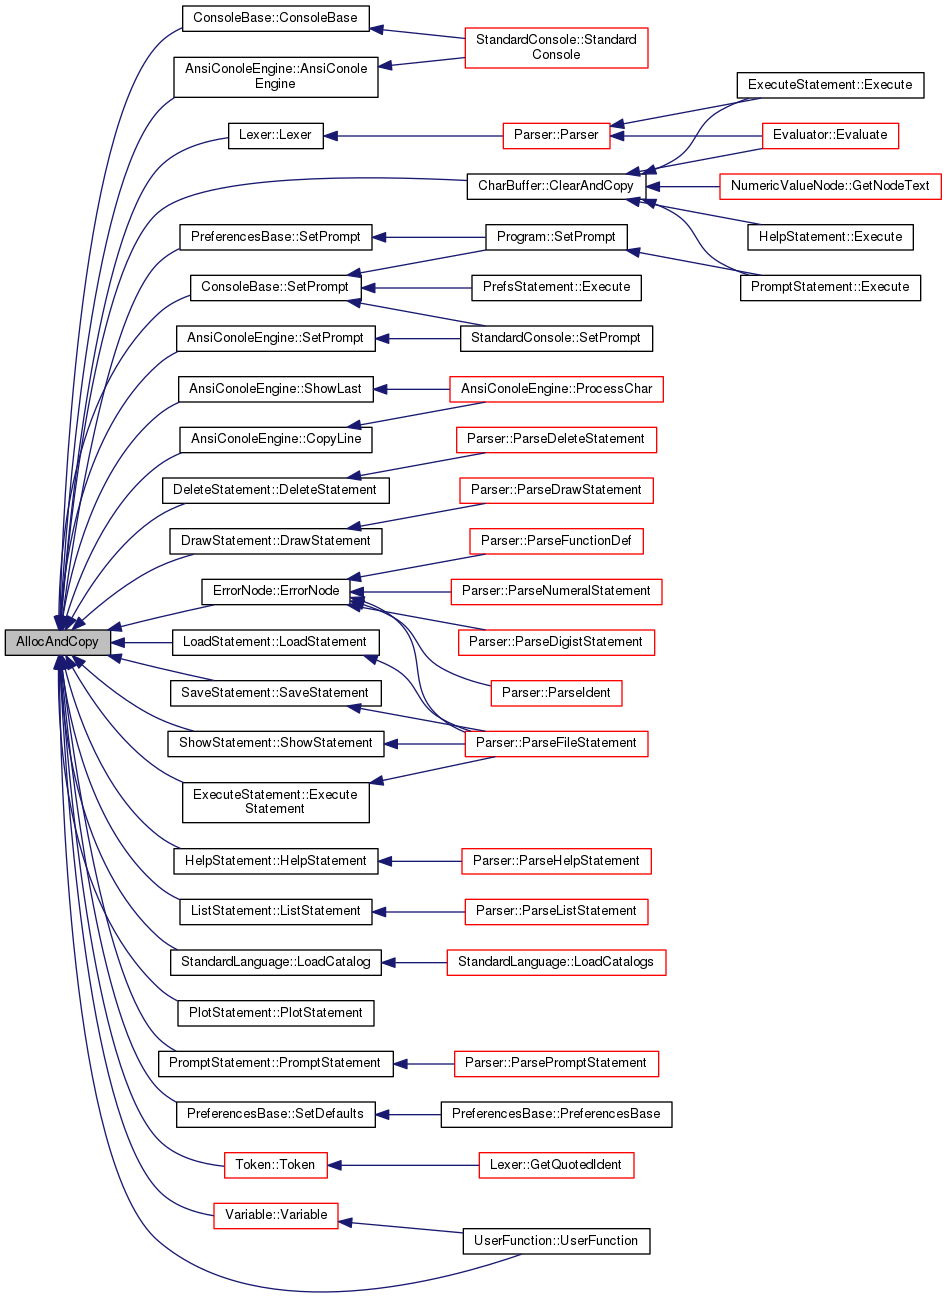 ConsoleBase::ConsoleBase
StandardConsole::Standard
Console
AnsiConoleEngine::AnsiConole
Engine
ExecuteStatement::Execute
Lexer::Lexer
Parser::Parser
Evaluator::Evaluate
CharBuffer::ClearAndCopy
NumericValueNode::GetNodeText
PreferencesBase::SetPrompt
Program::SetPrompt
HelpStatement::Execute
ConsoleBase::SetPrompt
PrefsStatement::Execute
PromptStatement::Execute
AnsiConoleEngine::SetPrompt
StandardConsole::SetPrompt
AnsiConoleEngine::ShowLast
AnsiConoleEngine::ProcessChar
AnsiConoleEngine::CopyLine
Parser::ParseDeleteStatement
DeleteStatement::DeleteStatement
Parser::ParseDrawStatement
DrawStatement::DrawStatement
Parser::ParseFunctionDef
ErrorNode::ErrorNode
Parser::ParseNumeralStatement
AllocAndCopy
LoadStatement::LoadStatement
Parser::ParseDigistStatement
SaveStatement::SaveStatement
Parser::ParseIdent
ShowStatement::ShowStatement
Parser::ParseFileStatement
ExecuteStatement::Execute
Statement
HelpStatement::HelpStatement
Parser::ParseHelpStatement
ListStatement::ListStatement
Parser::ParseListStatement
StandardLanguage::LoadCatalog
StandardLanguage::LoadCatalogs
PlotStatement::PlotStatement
PromptStatement::PromptStatement
Parser::ParsePromptStatement
PreferencesBase::SetDefaults
PreferencesBase::PreferencesBase
Token::Token
Lexer::GetQuotedIdent
Variable::Variable
UserFunction::UserFunction